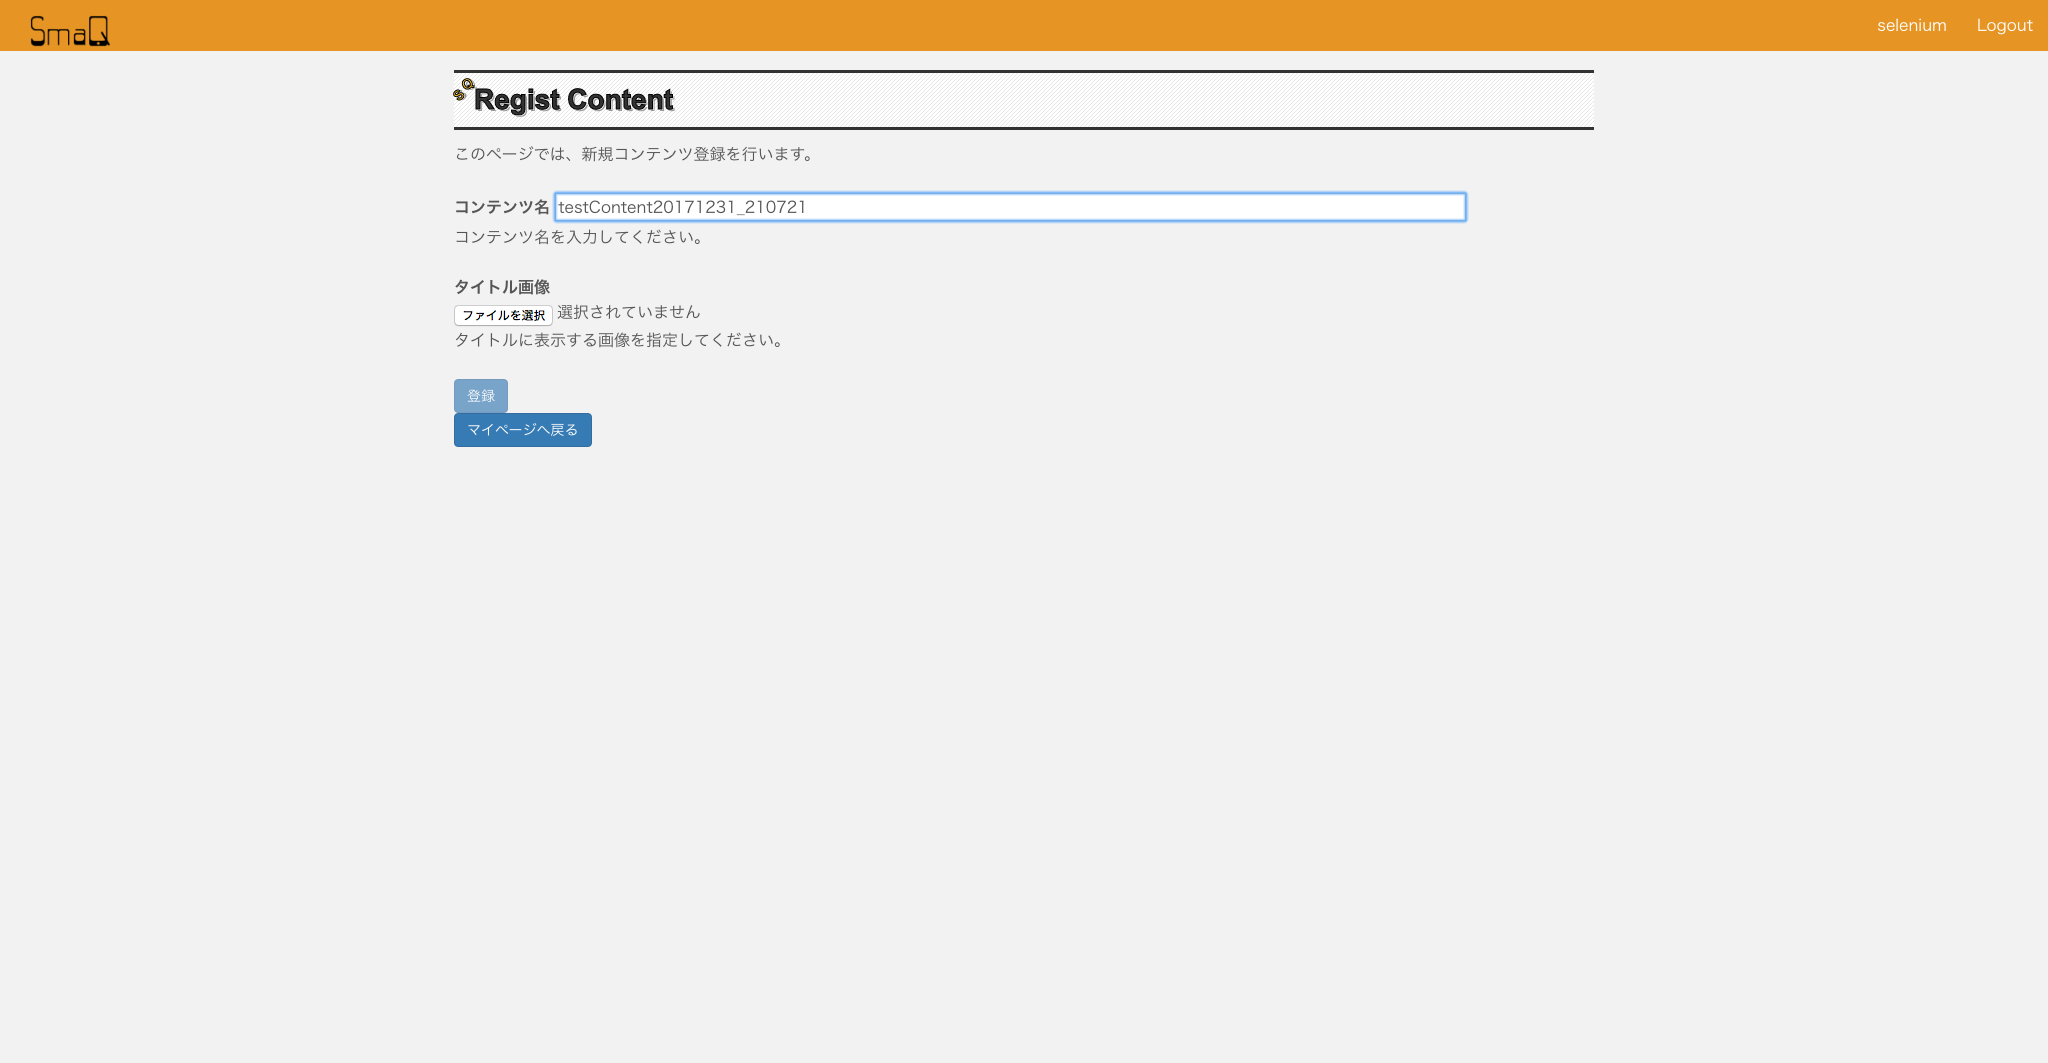 SmaQ
selenium Logout
SQ Regist Content
このページでは、新規コンテンツ登録を行います。
コンテンツ名 testContent20171231_210721
コンテンツ名を入力してください。
タイトル画像
ファイルを選択 選択されていません
タイトルに表示する画像を指定してください。
登録
マイページへ戻る